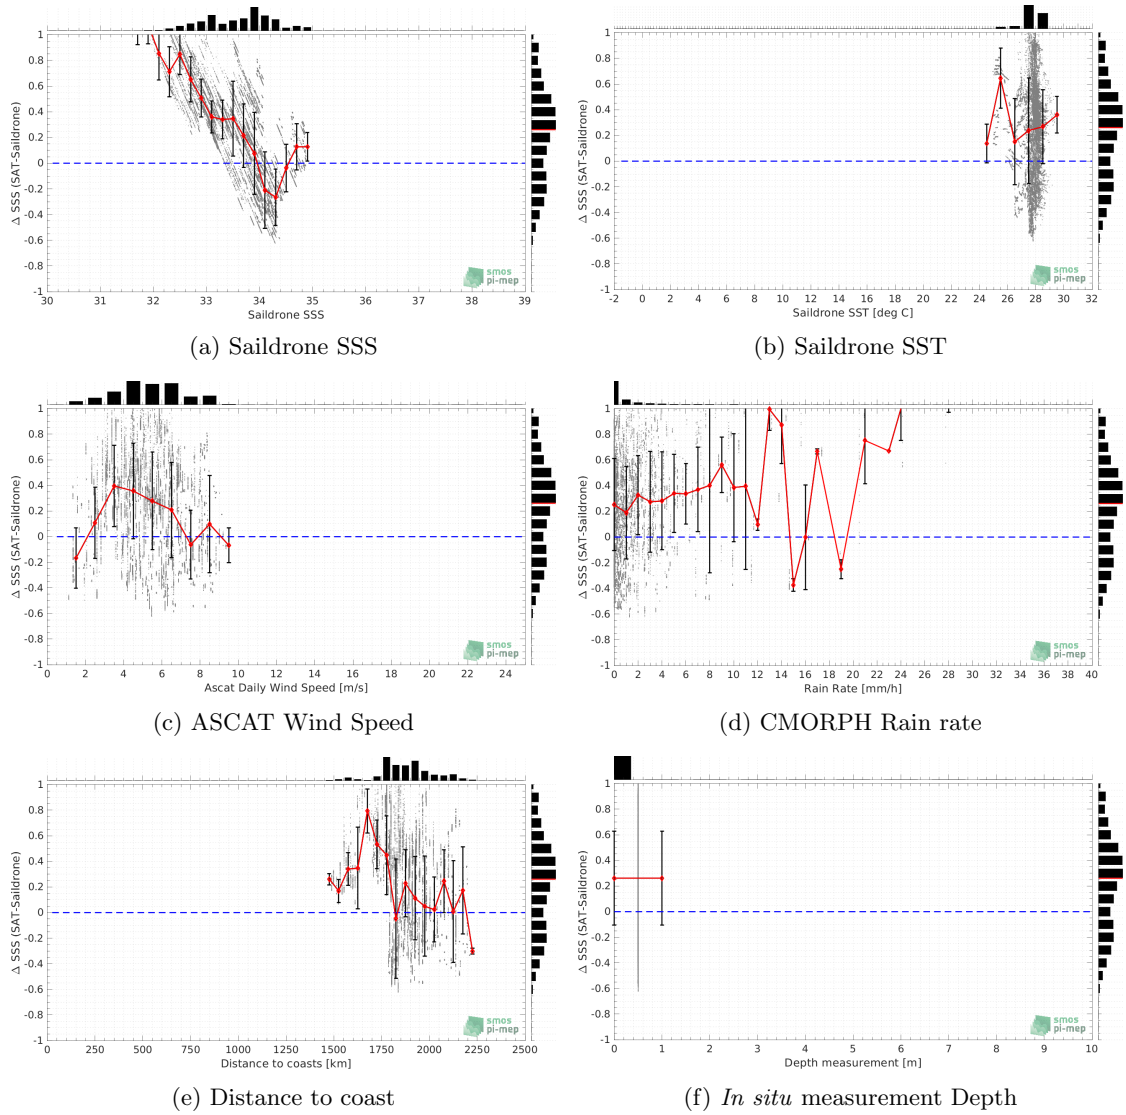 1
0.8
0.6
0.4
0.2
0
-0.2
-0.4
-0.6
-0.8
-1
Δ SSS (SAT-Saildrone)
smos
pi-mep
30 31 32 33 34 35 36 37 38 39
Saildrone SSS
(a) Saildrone SSS
1
0.8
0.6
0.4
0.2
0
-0.2
-0.4
-0.6
-0.8
-1
Δ SSS (SAT-Saildrone)
smos
pi-mep
-2 0 2 4 6 8 10 12 14 16 18 20 22 24 26 28 30 32
Saildrone SST [deg C]
(b) Saildrone SST
1
0.8
0.6
0.4
0.2
0
-0.2
-0.4
-0.6
-0.8
-1
Δ SSS (SAT-Saildrone)
smos
pi-mep
0 2 4 6 8 10 12 14 16 18 20 22 24
Ascat Daily Wind Speed [m/s]
(c) ASCAT Wind Speed
1
0.8
0.6
0.4
0.2
0
-0.2
-0.4
-0.6
-0.8
-1
Δ SSS (SAT-Saildrone)
smos
pi-mep
0 2 4 6 8 10 12 14 16 18 20 22 24 26 28 30 32 34 36 38 40
Rain Rate [mm/h]
(d) CMORPH Rain rate
1
0.8
0.6
0.4
0.2
0
-0.2
-0.4
-0.6
-0.8
-1
Δ SSS (SAT-Saildrone)
smos
pi-mep
0 250 500 750 1000 1250 1500 1750 2000 2250 2500
Distance to coasts [km]
(e) Distance to coast
1
0.8
0.6
0.4
0.2
0
-0.2
-0.4
-0.6
-0.8
-1
Δ SSS (SAT-Saildrone)
smos
pi-mep
0 1 2 3 4 5 6 7 8 9 10
Depth measurement [m]
(f) In situ measurement Depth